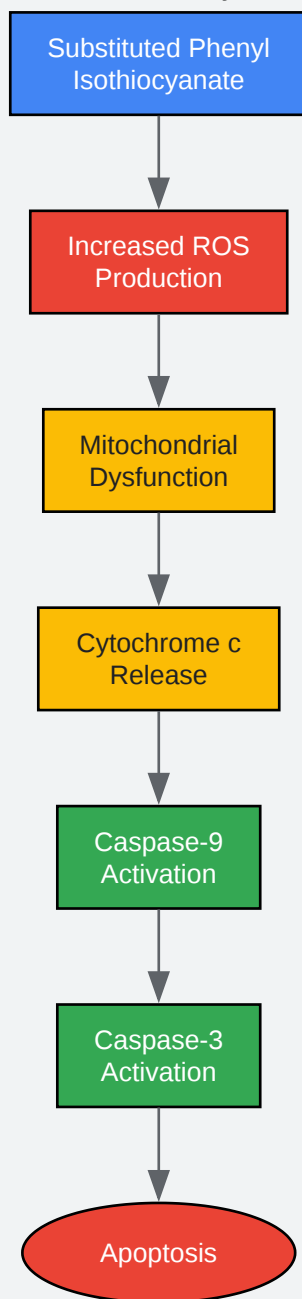 Substituted Phenyl
Isothiocyanate
Increased ROS
Production
Mitochondrial
Dysfunction
Cytochrome c
Release
Caspase-9
Activation
Caspase-3
Activation
Apoptosis